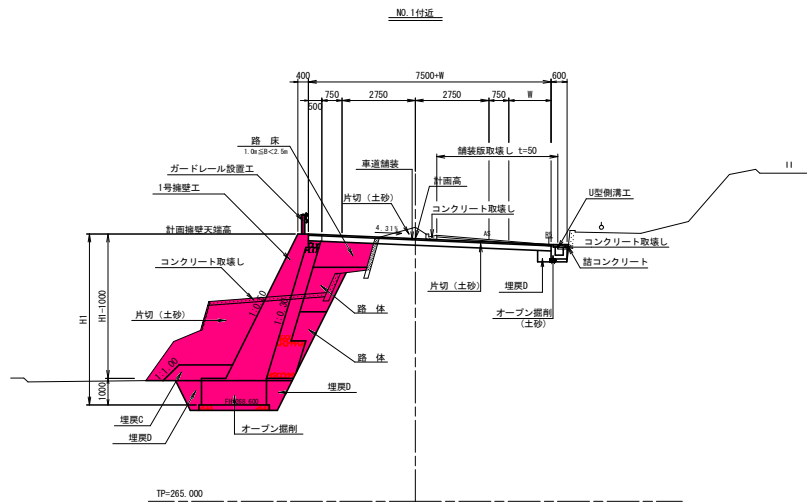 NO.1付近
400
7500+W
600
750
2750
2750
750
W
500
路 床
1.0m≦B<2.5m
車道舗装
舗装版取壊し t=50
ガードレール設置工
計画高
1号擁壁工
片切（土砂）
コンクリート取壊し
U型側溝工
計画擁壁天端高
4.31%
AS
コンクリート取壊し
コンクリート取壊し
詰コンクリート
片切（土砂）
埋戻D
路 体
オープン掘削
（土砂）
片切（土砂）
路 体
H1
H1-1000
1000
1:1.00
埋戻D
埋戻C
埋戻D
オープン掘削
TP=265.000